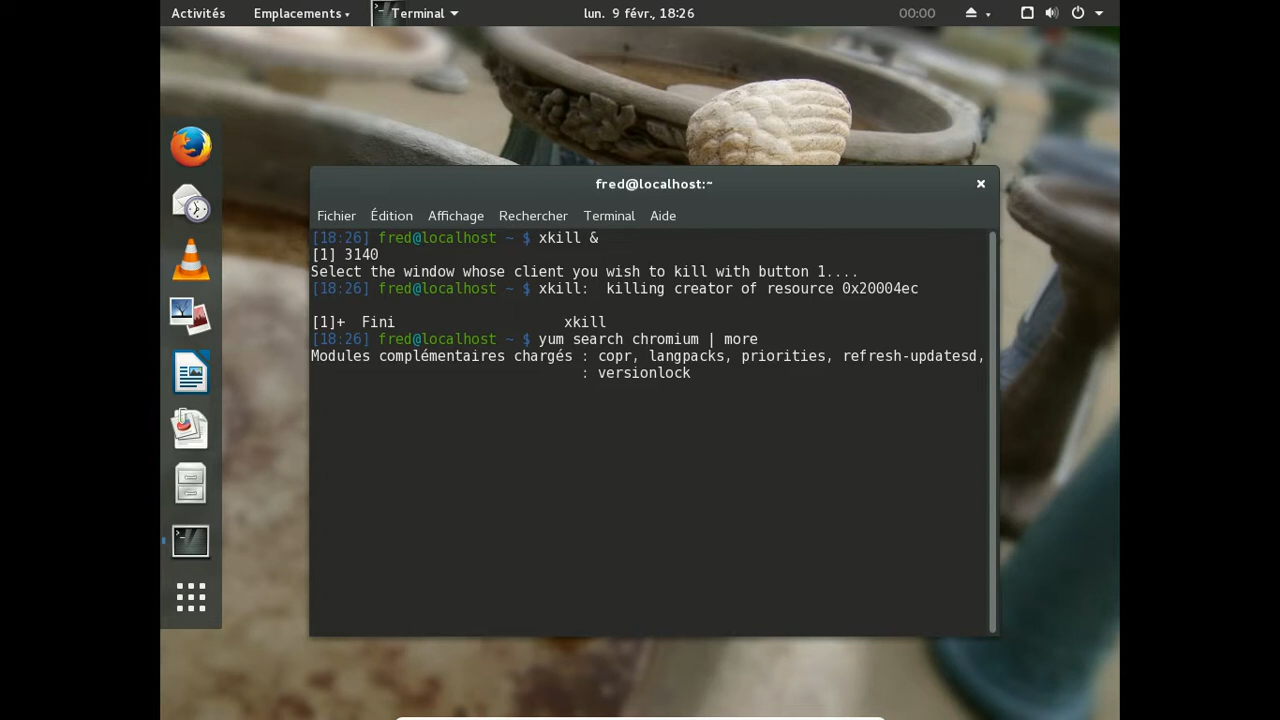 Activités Emplacements Terminal lun. 9 févr., 18:26 00:00
fred@localhost:~
Fichier Édition Affichage Rechercher Terminal Aide
[18:26] fred@localhost ~ $ xkill &
[1] 3140
Select the window whose client you wish to kill with button 1....
[18:26] fred@localhost ~ $ xkill:  killing creator of resource 0x20004ec
[1]+  Fini                    xkill
[18:26] fred@localhost ~ $ yum search chromium | more
Modules complémentaires chargés : copr, langpacks, priorities, refresh-updatesd,
: versionlock